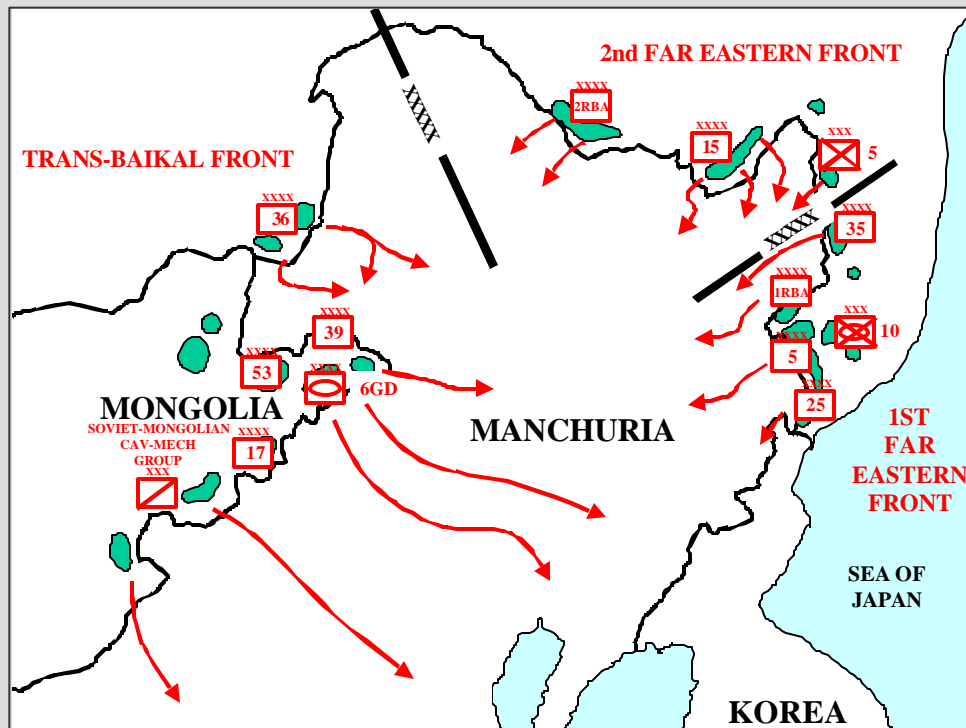 2nd FAR EASTERN FRONT
XXXXX
XXXX
2RBA
XXXX
15
XXX
5
TRANS-BAIKAL FRONT
XXXX
36
XXXXX
XXXX
35
XXXX
1RBA
XXX
10
XXXX
39
XXXX
5
XXXX
53
XXXX
6GD
XXXX
25
MONGOLIA
MANCHURIA
SOVIET-MONGOLIAN
CAV-MECH
GROUP
XXX
XXXX
17
1ST
FAR
EASTERN
FRONT
SEA OF
JAPAN
KOREA